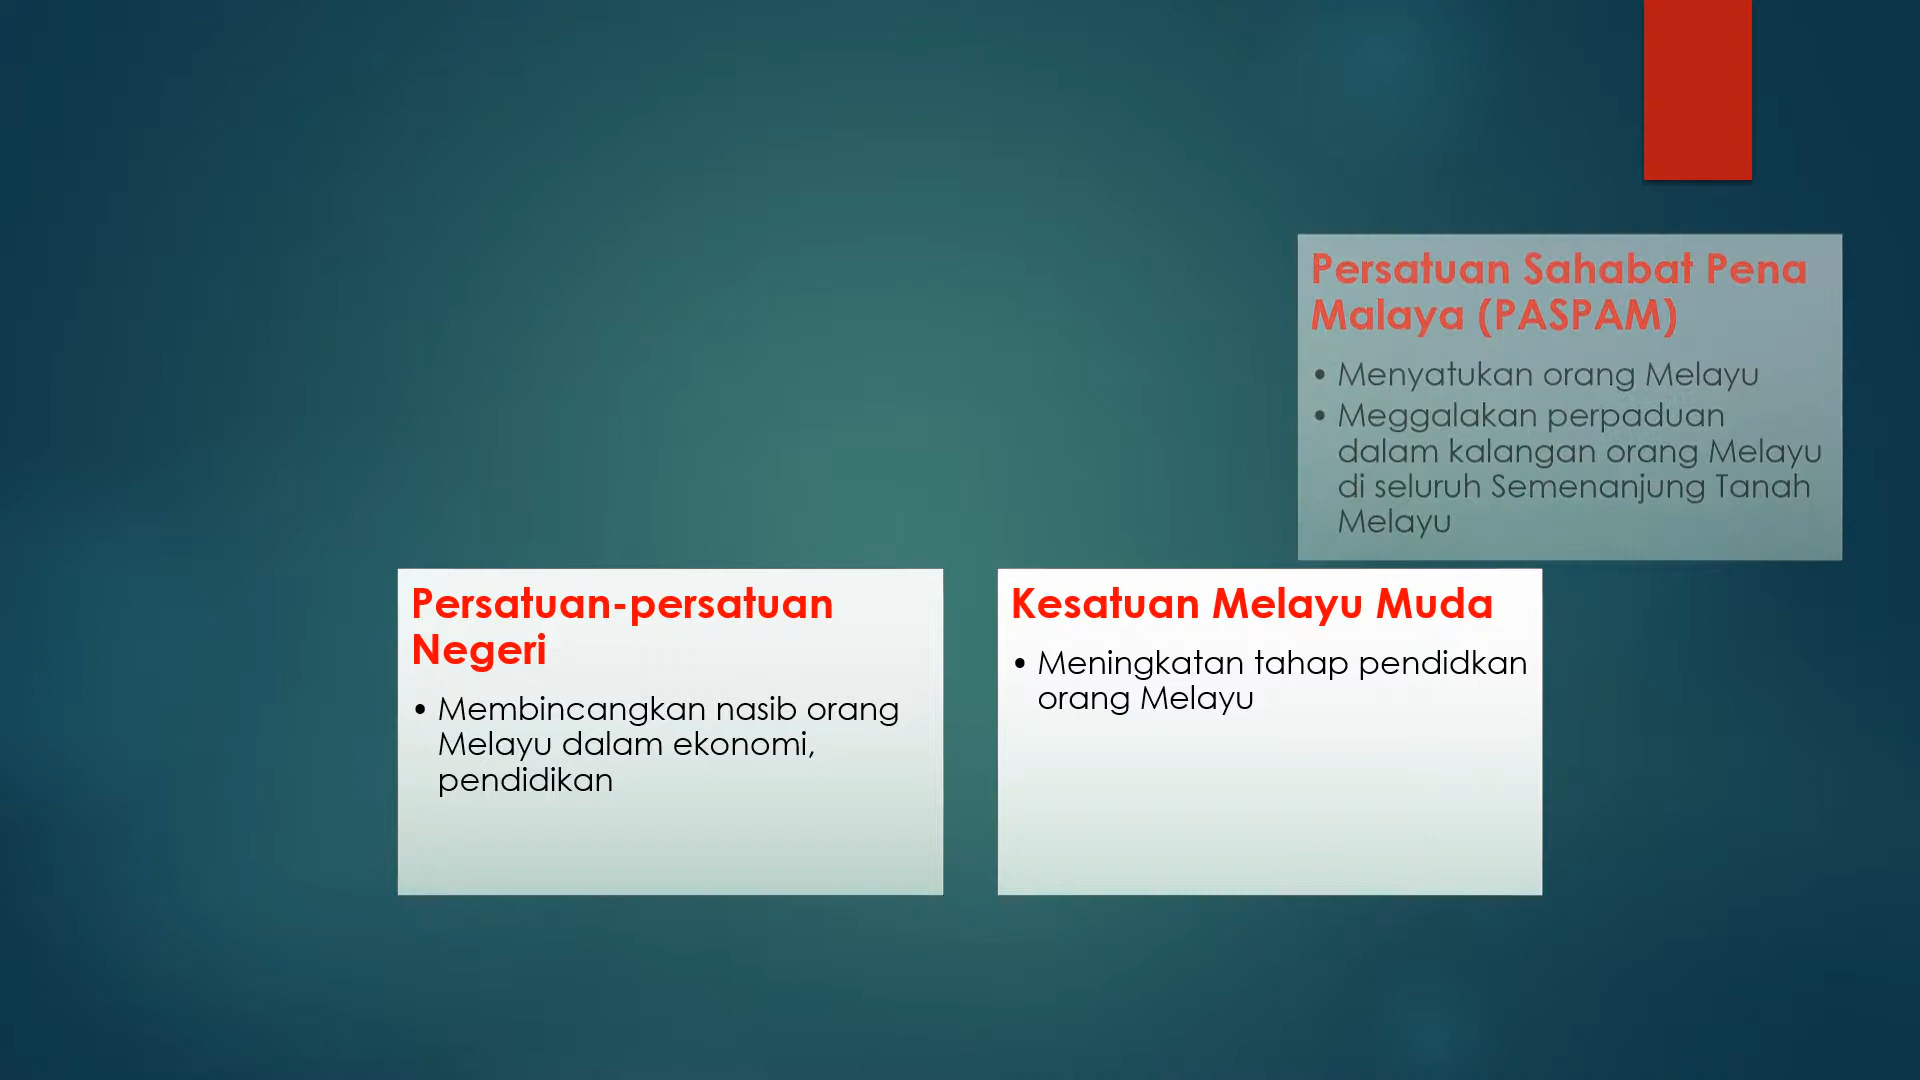 Persatuan Sahabat Pena
Malaya (PASPAM)
• Menyatukan orang Melayu
• Meggalakan perpaduan
dalam kalangan orang Melayu
di seluruh Semenanjung Tanah
Melayu
Persatuan-persatuan
Negeri
• Membincangkan nasib orang
Melayu dalam ekonomi,
pendidikan
Kesatuan Melayu Muda
• Meningkatan tahap pendidkan
orang Melayu